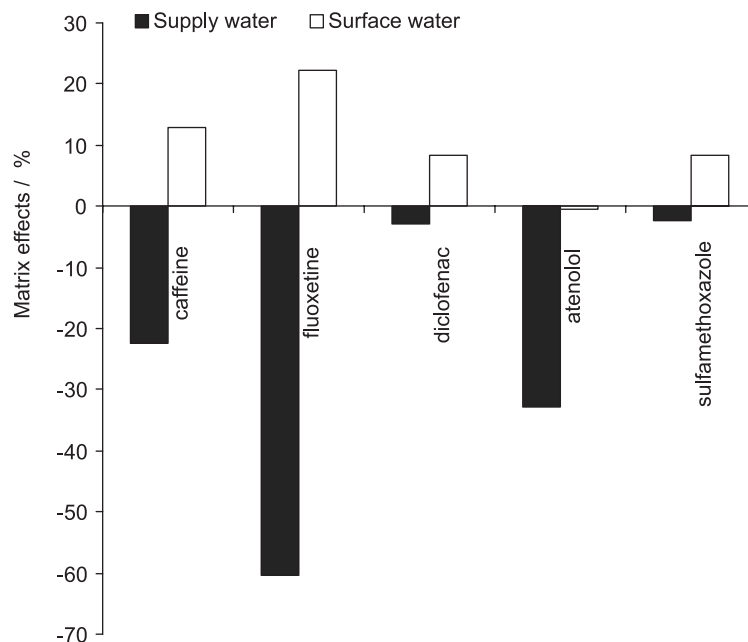 Supply water Surface water
30
20
10
0
-10
-20
-30
-40
-50
-60
-70
Matrix effects / %
caffeine
fluoxetine
diclofenac
atenolol
sulfamethoxazole